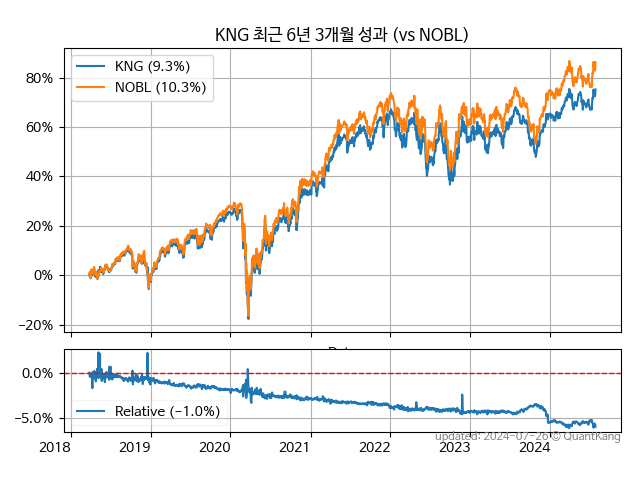 KNG 최근 6년 3개월 성과 (vs NOBL)
KNG (9.3%)
NOBL (10.3%)
80%
60%
40%
20%
0%
−20%
0.0%
−5.0%
Relative (−1.0%)
2018 2019 2020 2021 2022 2023 2024
updated: 2024-07-26 © QuantKang